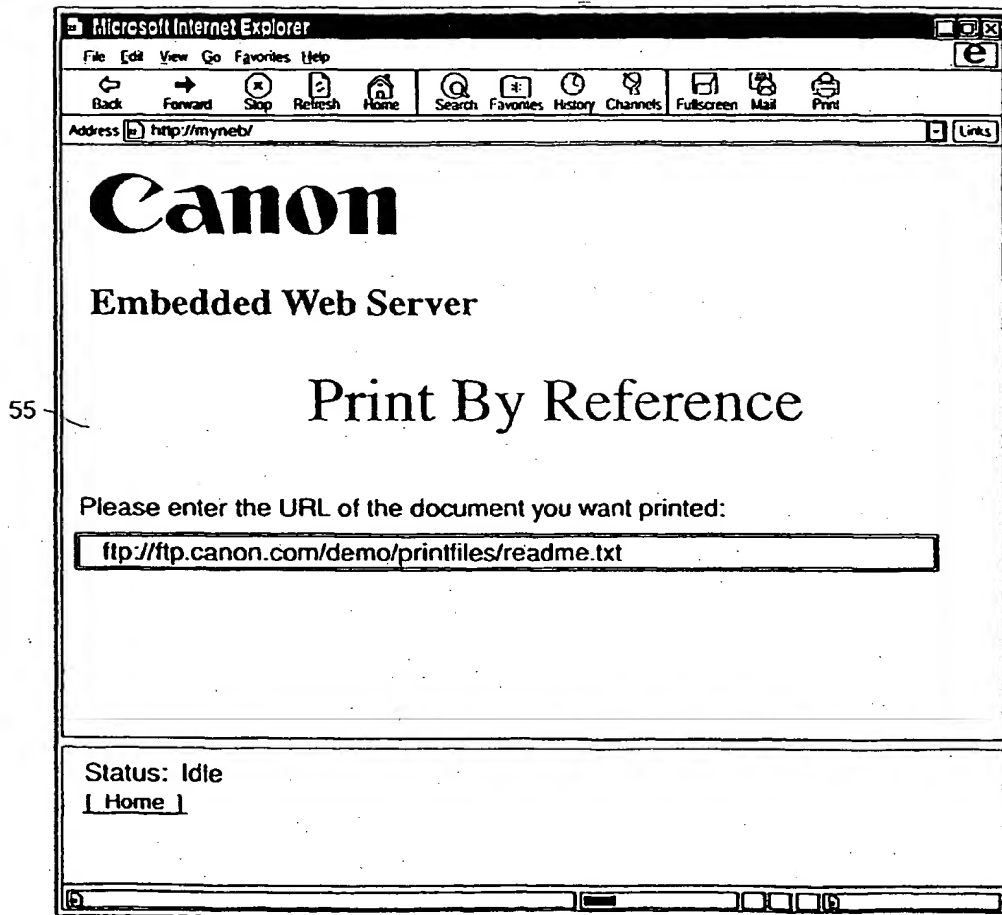 Microsoft Internet Explorer
File Edit View Go Favorites Help
Back Forward Stop Refresh Home Search Favorites History Channels Fullscreen Mail Print
Address http://myneb/ Links
Canon
Embedded Web Server
Print By Reference
55
Please enter the URL of the document you want printed:
ftp://ftp.canon.com/demo/printfiles/readme.txt
Status: Idle
[ Home ]